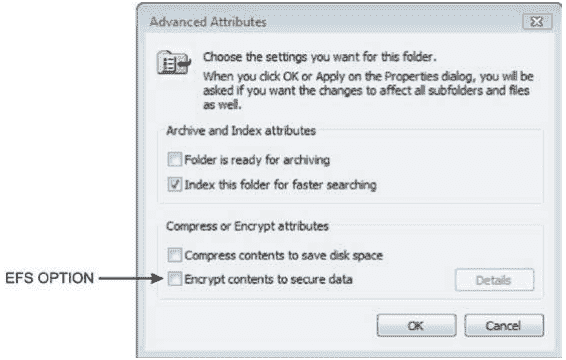 Advanced Attributes
Choose the settings you want for this folder.
When you click OK or Apply on the Properties dialog, you will be
asked if you want the changes to affect all subfolders and files
as well.
Archive and Index attributes
Folder is ready for archiving
Index this folder for faster searching
Compress or Encrypt attributes
Compress contents to save disk space
EFS OPTION
Encrypt contents to secure data
Details
OK
Cancel